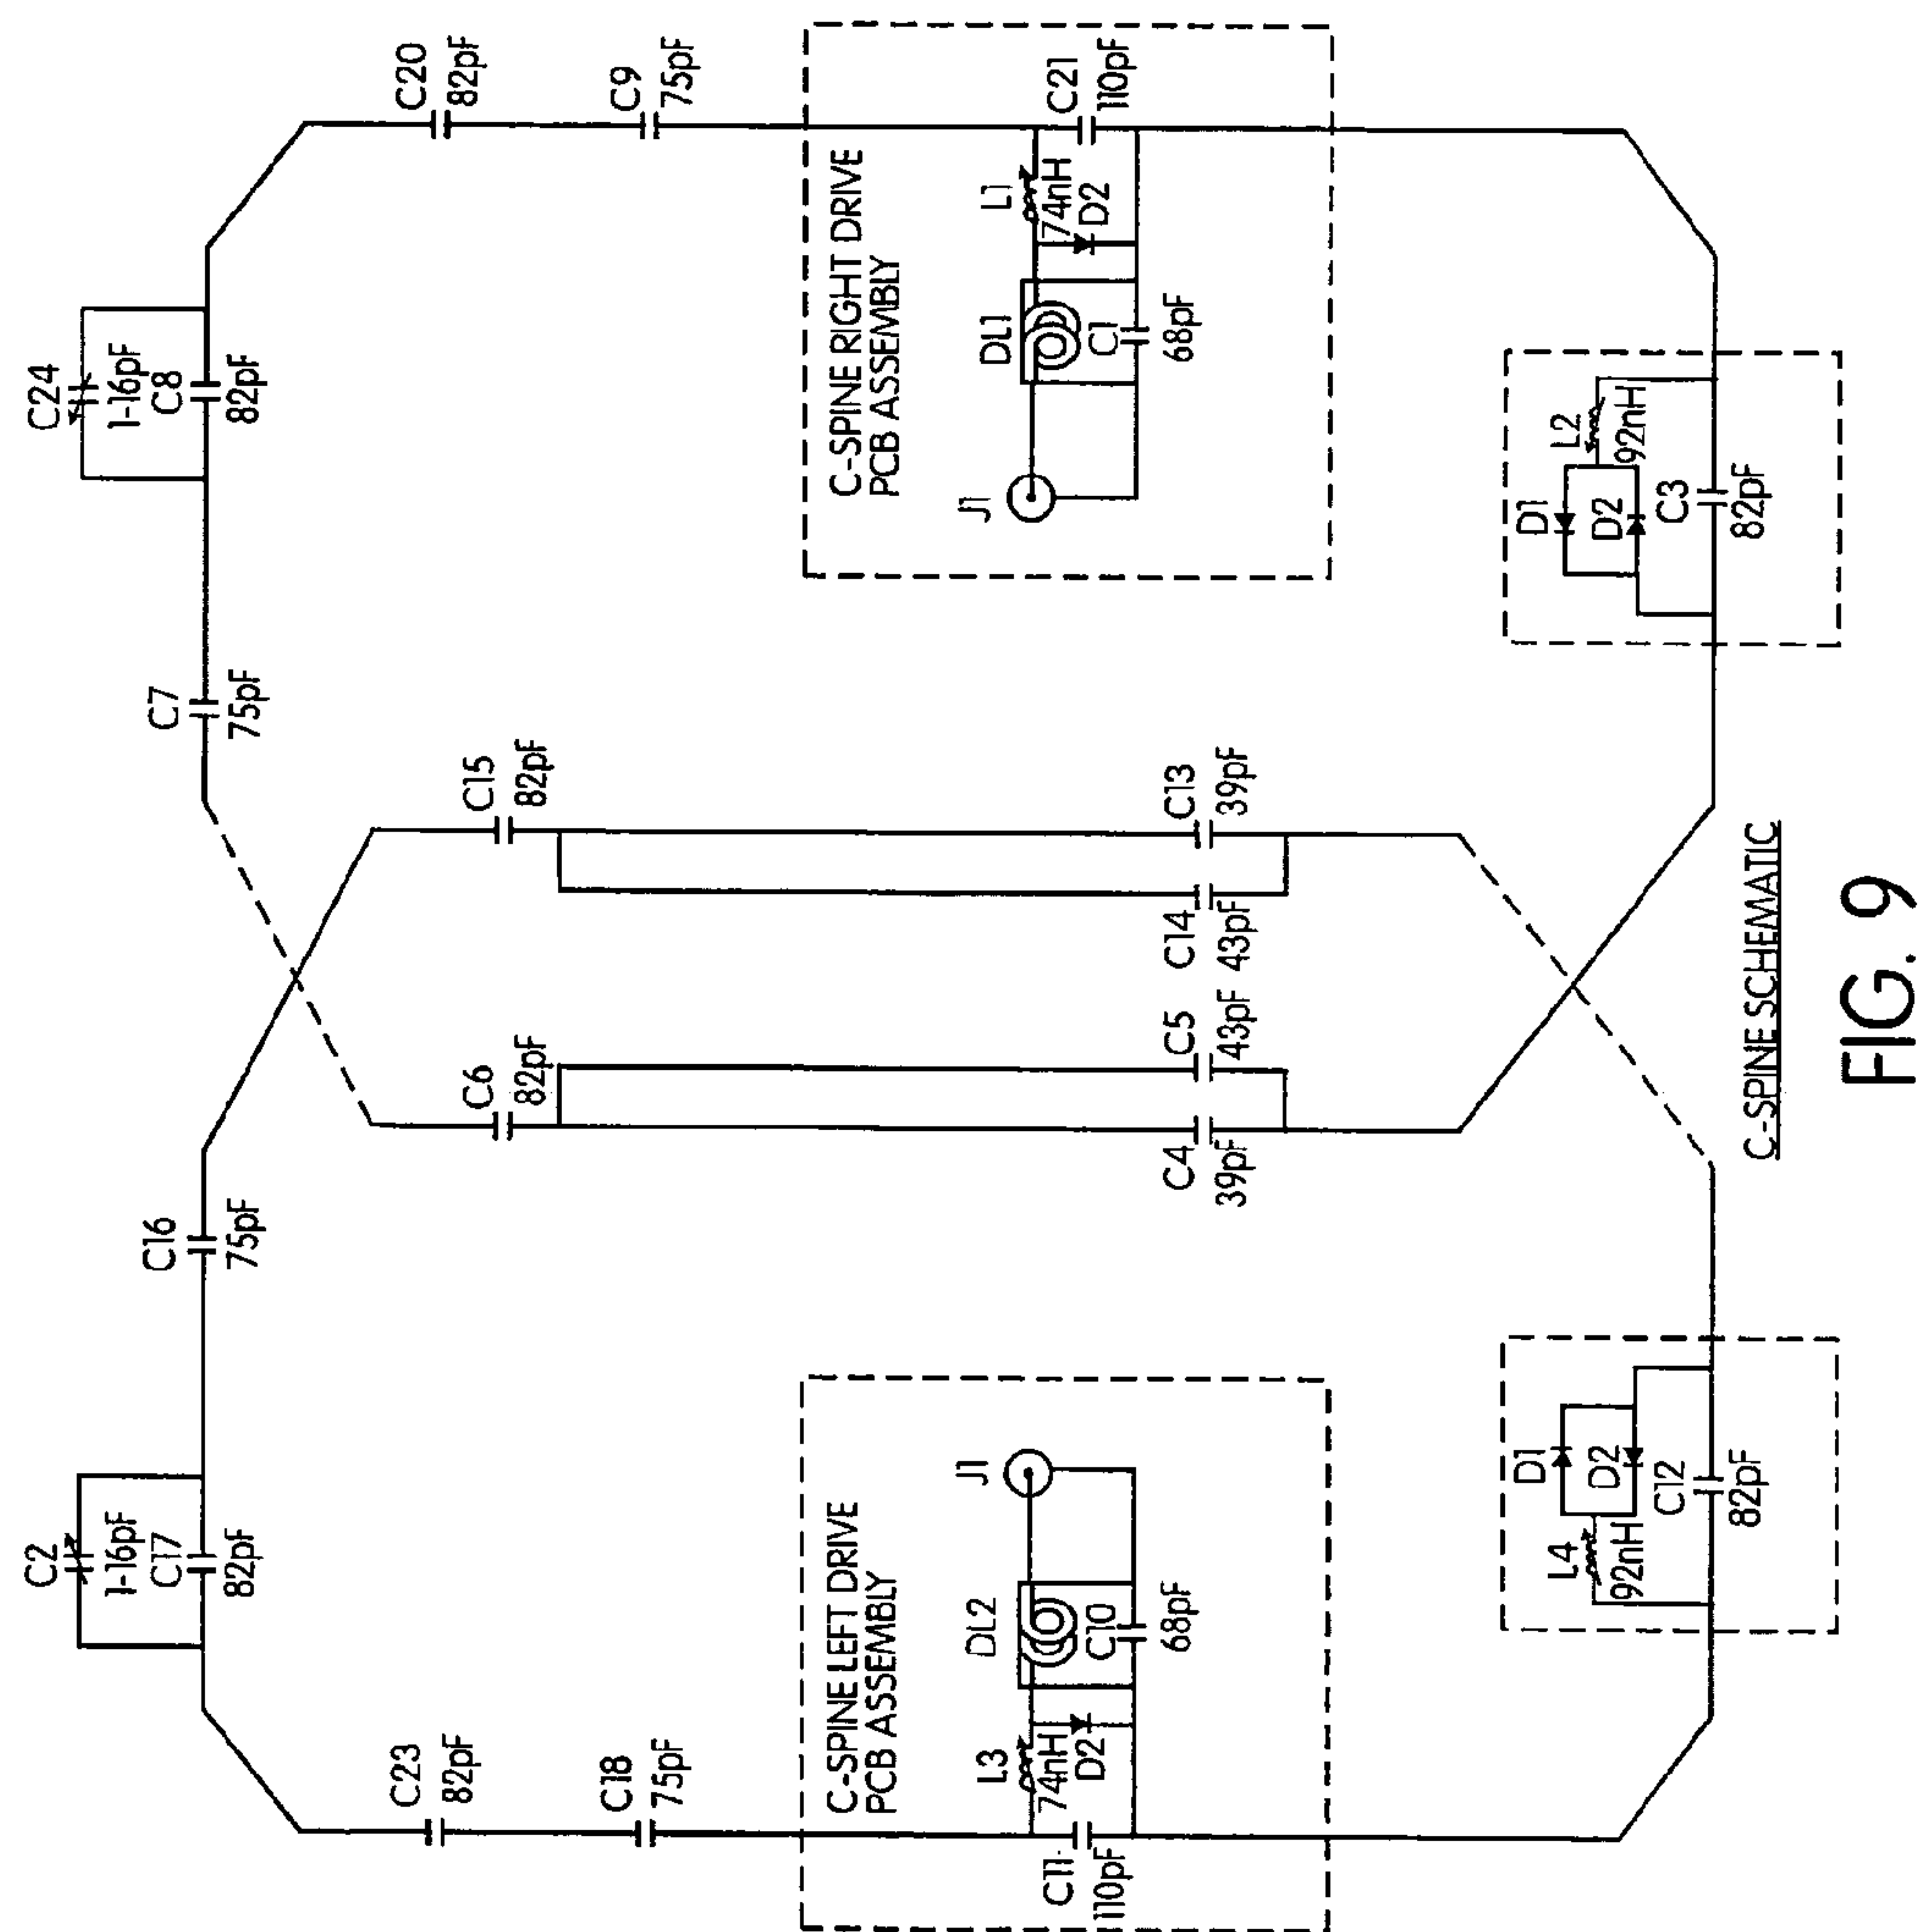 C2
1-16pF
C17
82pF
C16
75pF
C7
75pF
C24
1-16pF
C8
82pF
C23
82pF
C6
82pF
C15
82pF
C20
82pF
C18
75pF
C9
75pF
C-SPINE LEFT DRIVE
PCB ASSEMBLY
L3
74nH
D2
DL2
C10
68pF
J1
C11
110pF
C-SPINE RIGHT DRIVE
PCB ASSEMBLY
J1
DL1
C1
68pF
L1
74nH
D2
C21
110pF
C4
39pF
C5
43pF
C14
43pF
C13
39pF
L4
92nH
D1
D2
C12
82pF
D1
D2
L2
92nH
C3
82pF
C-SPINE SCHEMATIC
FIG. 9